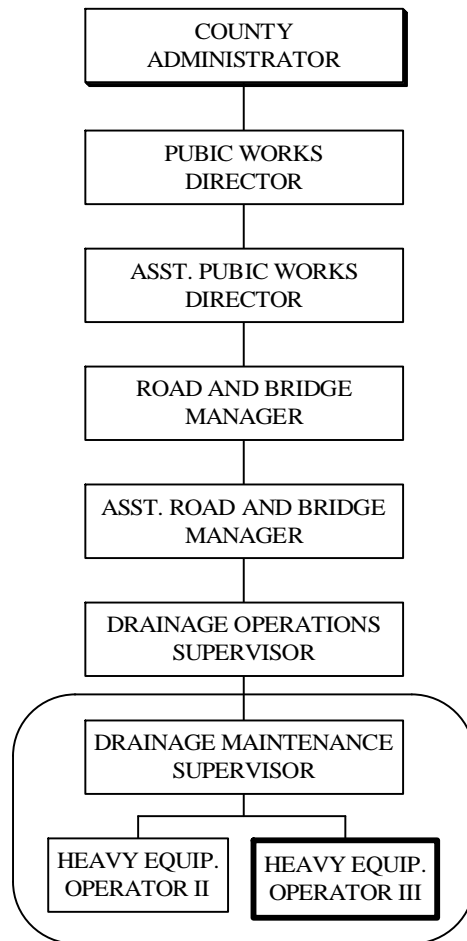 COUNTY
ADMINISTRATOR
PUBIC WORKS
DIRECTOR
ASST. PUBIC WORKS
DIRECTOR
ROAD AND BRIDGE
MANAGER
ASST. ROAD AND BRIDGE
MANAGER
DRAINAGE OPERATIONS
SUPERVISOR
DRAINAGE MAINTENANCE
SUPERVISOR
HEAVY EQUIP.
OPERATOR II
HEAVY EQUIP.
OPERATOR III